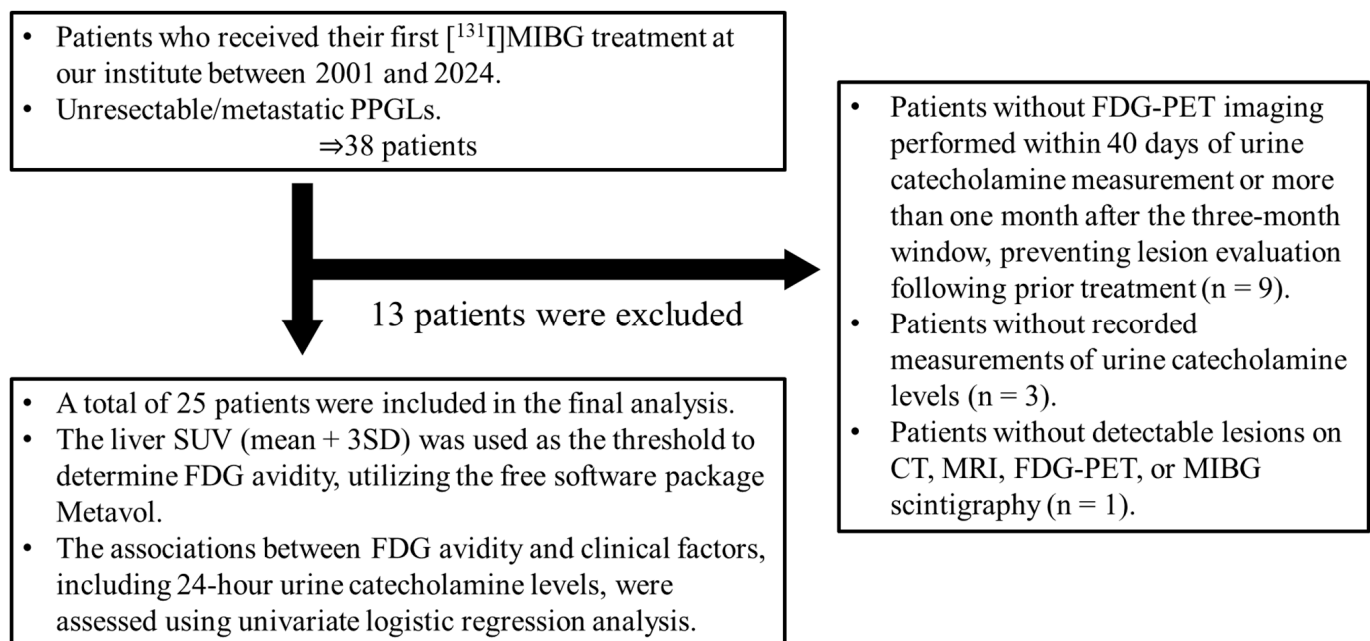 • Patients who received their first [¹³¹I]MIBG treatment at
our institute between 2001 and 2024.
• Unresectable/metastatic PPGLs.
⇒38 patients
13 patients were excluded
• Patients without FDG-PET imaging
performed within 40 days of urine
catecholamine measurement or more
than one month after the three-month
window, preventing lesion evaluation
following prior treatment (n = 9).
• Patients without recorded
measurements of urine catecholamine
levels (n = 3).
• Patients without detectable lesions on
CT, MRI, FDG-PET, or MIBG
scintigraphy (n = 1).
• A total of 25 patients were included in the final analysis.
• The liver SUV (mean + 3SD) was used as the threshold to
determine FDG avidity, utilizing the free software package
Metavol.
• The associations between FDG avidity and clinical factors,
including 24-hour urine catecholamine levels, were
assessed using univariate logistic regression analysis.